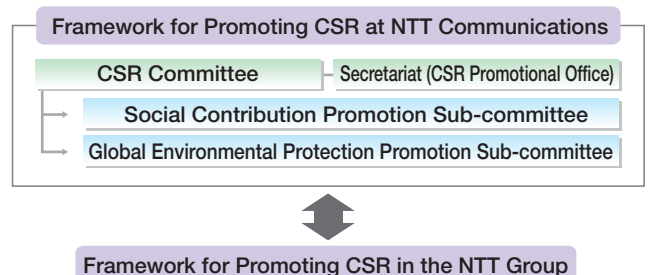 Framework for Promoting CSR at NTT Communications
CSR Committee
Secretariat (CSR Promotional Office)
Social Contribution Promotion Sub-committee
Global Environmental Protection Promotion Sub-committee
Framework for Promoting CSR in the NTT Group